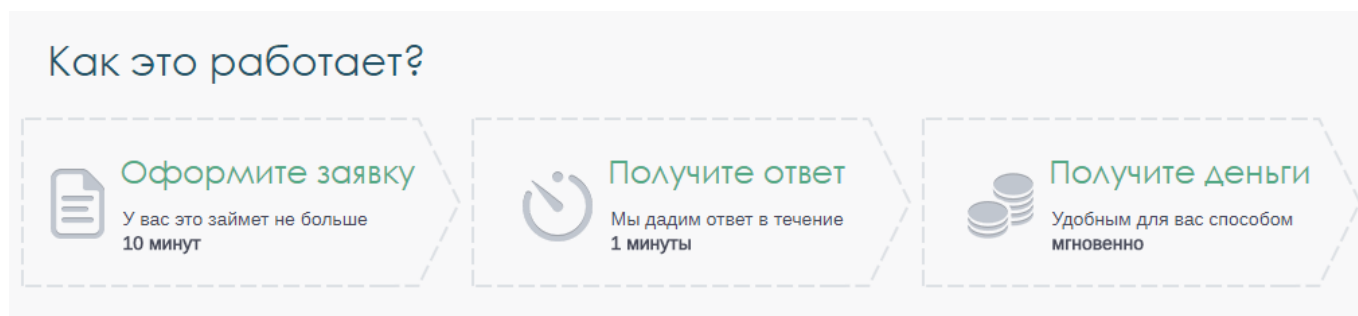 Как это работает?
Оформите заявку
У вас это займет не больше
10 минут
Получите ответ
Мы дадим ответ в течение
1 минуты
Получите деньги
Удобным для вас способом
мгновенно